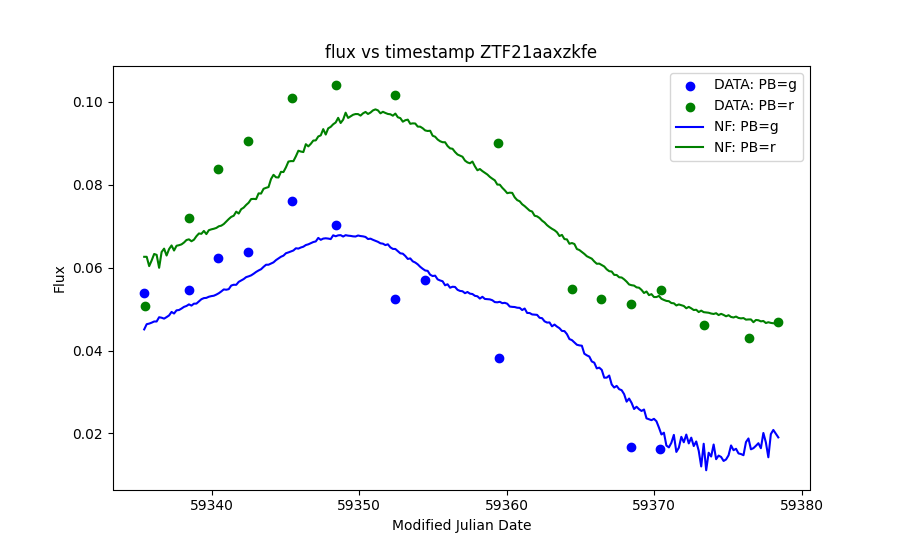 flux vs timestamp ZTF21aaxzkfe
DATA: PB=g
DATA: PB=r
NF: PB=g
NF: PB=r
0.10
0.08
0.06
0.04
0.02
Flux
59340 59350 59360 59370 59380
Modified Julian Date